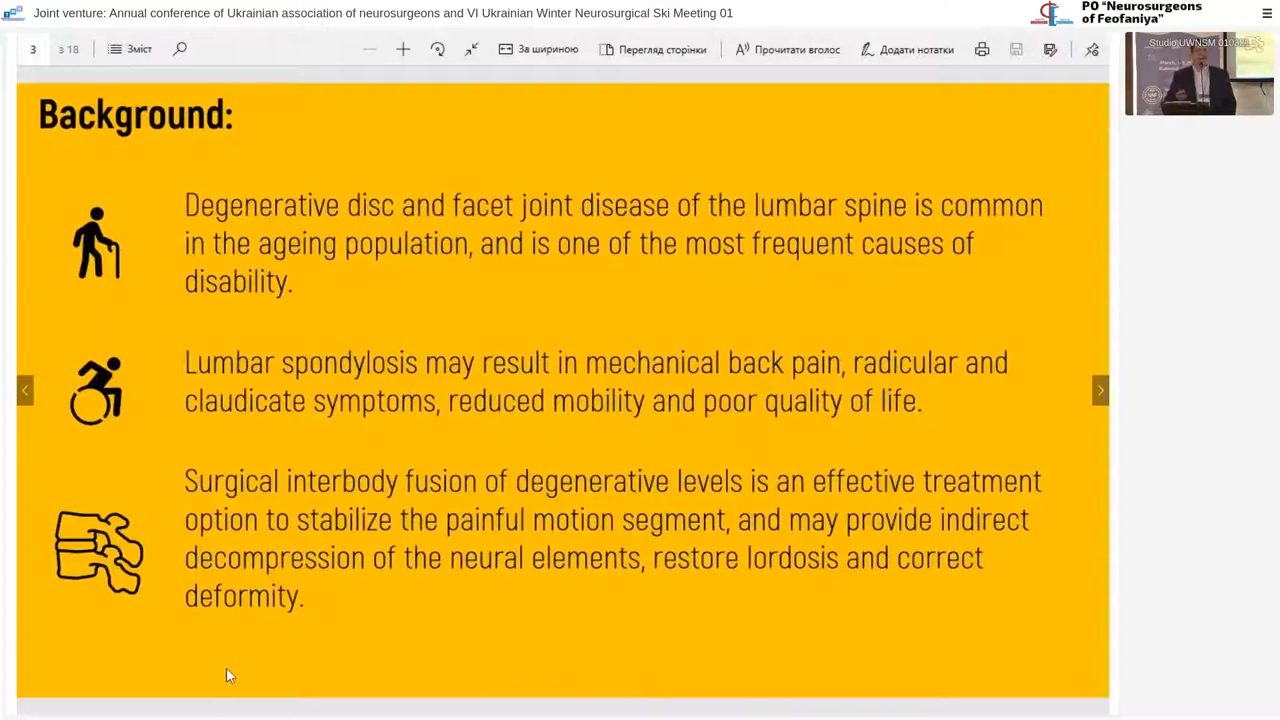 Joint venture: Annual conference of Ukrainian association of neurosurgeons and VI Ukrainian Winter Neurosurgical Ski Meeting 01
PO “Neurosurgeons
of Feofaniya”
3 з 18 Зміст За шириною Перегляд сторінки Прочитати вголос Додати нотатки
Studio UWNSM
Background:
Degenerative disc and facet joint disease of the lumbar spine is common
in the ageing population, and is one of the most frequent causes of
disability.
Lumbar spondylosis may result in mechanical back pain, radicular and
claudicate symptoms, reduced mobility and poor quality of life.
Surgical interbody fusion of degenerative levels is an effective treatment
option to stabilize the painful motion segment, and may provide indirect
decompression of the neural elements, restore lordosis and correct
deformity.